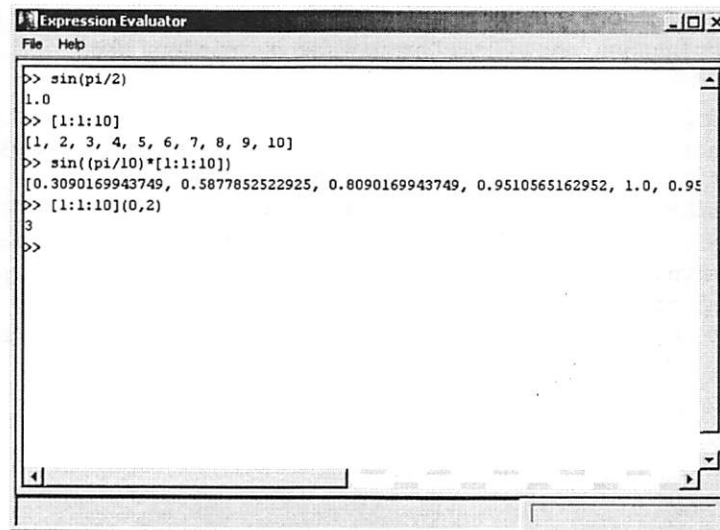 Expression Evaluator
File Help
>> sin(pi/2)
1.0
>> [1:1:10]
[1, 2, 3, 4, 5, 6, 7, 8, 9, 10]
>> sin((pi/10)*[1:1:10])
[0.3090169943749, 0.5877852522925, 0.8090169943749, 0.9510565162952, 1.0, 0.95
>> [1:1:10](0,2)
3
>>